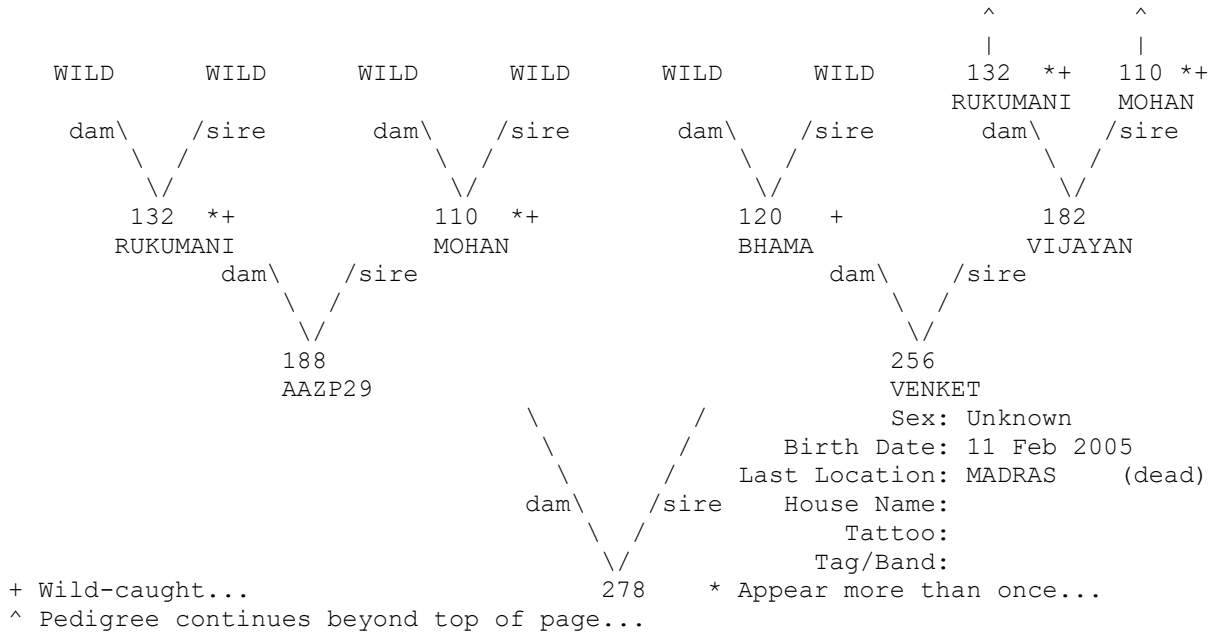 ^ ^
| |
WILD WILD WILD WILD WILD WILD 132 *+ 110 *+
RUKUMANI MOHAN
dam\ /sire dam\ /sire dam\ /sire dam\ /sire
\ / \ / \ / \ /
\/ \/ \/ \/
132 *+ 110 *+ 120 + 182
RUKUMANI MOHAN BHAMA VIJAYAN
dam\ /sire dam\ /sire
\ / \ /
\/ \/
188 256
AAZP29 VENKET
\ / Sex: Unknown
\ / Birth Date: 11 Feb 2005
\ / Last Location: MADRAS (dead)
dam\ /sire House Name:
\ / Tattoo:
\/ Tag/Band:
+ Wild-caught... 278 * Appear more than once...
^ Pedigree continues beyond top of page...